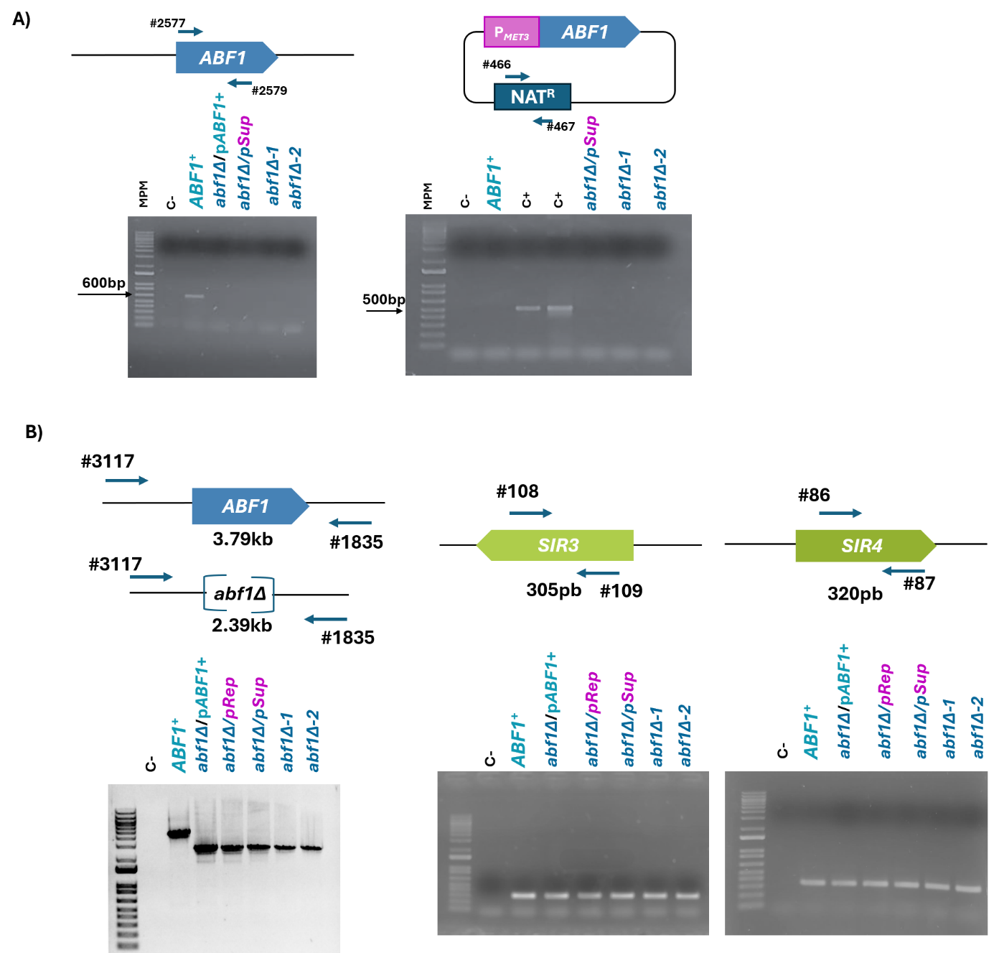 A)
#2577
ABF1
#2579
P_MET3 ABF1
#466
NATᴿ
#467
MPM
C-
ABF1⁺
abf1Δ/pABF1+
abf1Δ/pSup
abf1Δ-1
abf1Δ-2
600bp
MPM
C-
ABF1⁺
C+
C+
abf1Δ/pSup
abf1Δ-1
abf1Δ-2
500bp
B)
#3117
ABF1
3.79kb
#1835
#3117
abf1Δ
2.39kb
#1835
#108
SIR3
305pb
#109
#86
SIR4
320pb
#87
C-
ABF1⁺
abf1Δ/pABF1+
abf1Δ/pRep
abf1Δ/pSup
abf1Δ-1
abf1Δ-2
C-
ABF1⁺
abf1Δ/pABF1+
abf1Δ/pRep
abf1Δ/pSup
abf1Δ-1
abf1Δ-2
C-
ABF1⁺
abf1Δ/pABF1+
abf1Δ/pRep
abf1Δ/pSup
abf1Δ-1
abf1Δ-2